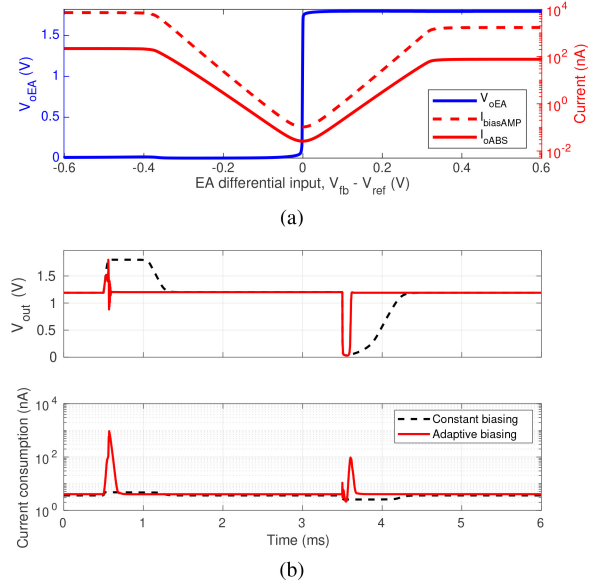 1.5
1
0.5
0
V_oEA (V)
10^4
10^2
10^0
10^-2
Current (nA)
V_oEA
I_biasAMP
I_oABS
-0.6 -0.4 -0.2 0 0.2 0.4 0.6
EA differential input, V_fb - V_ref (V)
(a)
1.5
1
0.5
0
V_out (V)
10^4
10^2
10^0
Current consumption (nA)
Constant biasing
Adaptive biasing
0 1 2 3 4 5 6
Time (ms)
(b)